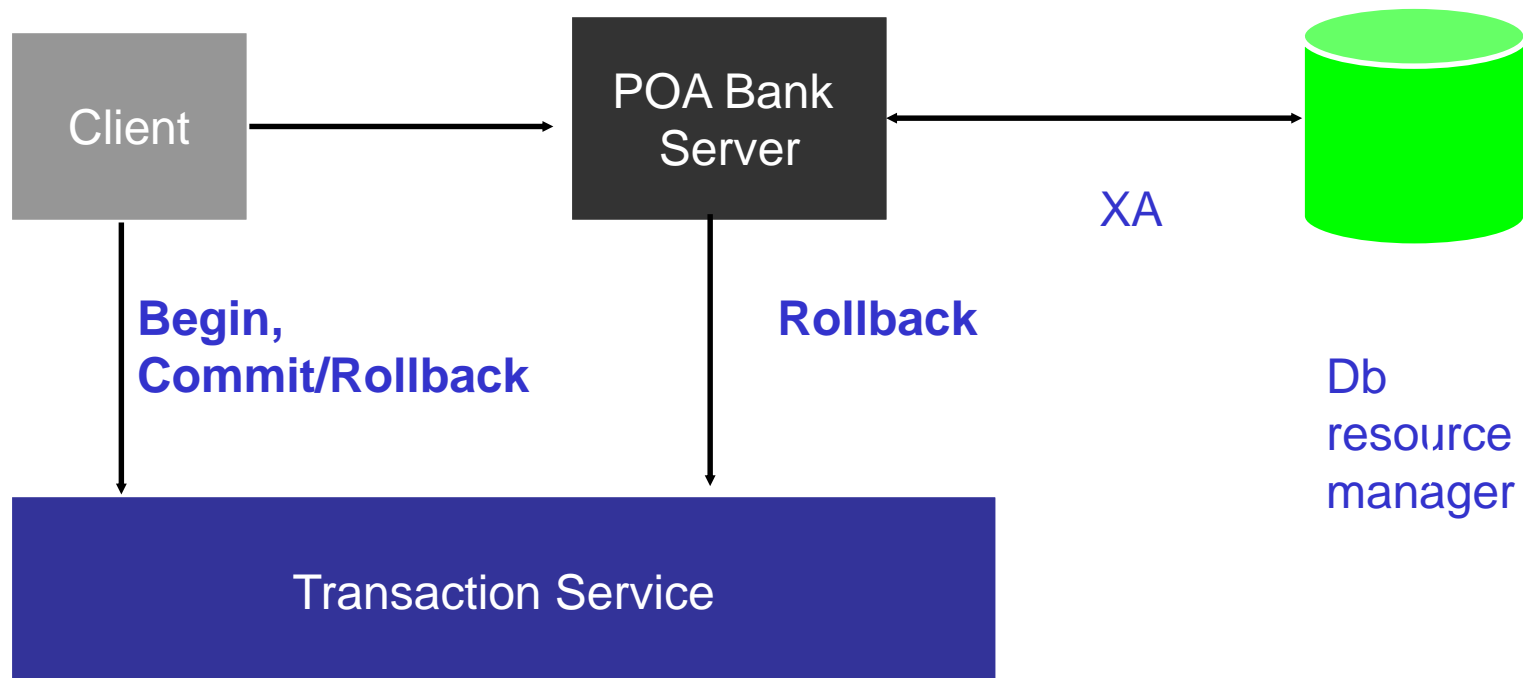 Client
POA Bank
Server
XA
Begin,
Commit/Rollback
Rollback
Db
resource
manager
Transaction Service